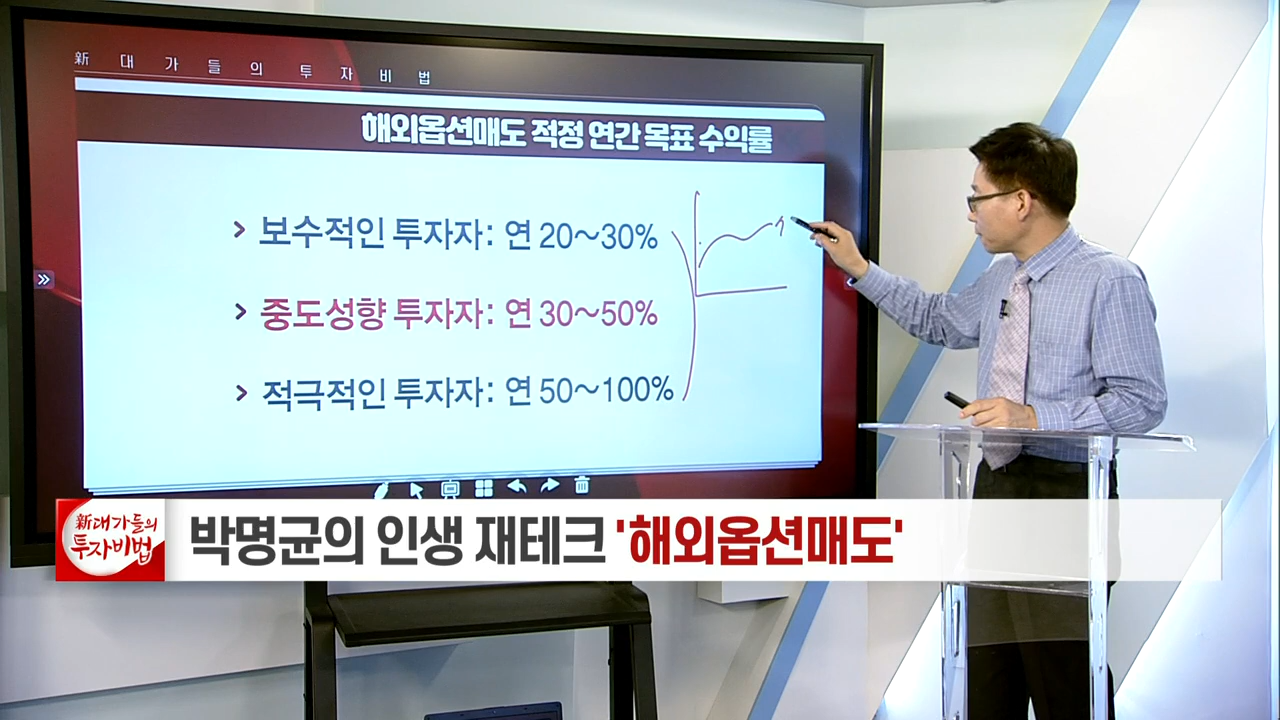 新 대 가 들 의 투 자 비 법
해외옵션매도 적정 연간 목표 수익률
> 보수적인 투자자: 연 20~30%
> 중도성향 투자자: 연 30~50%
> 적극적인 투자자: 연 50~100%
新대가들의
투자비법
박명균의 인생 재테크 '해외옵션매도'